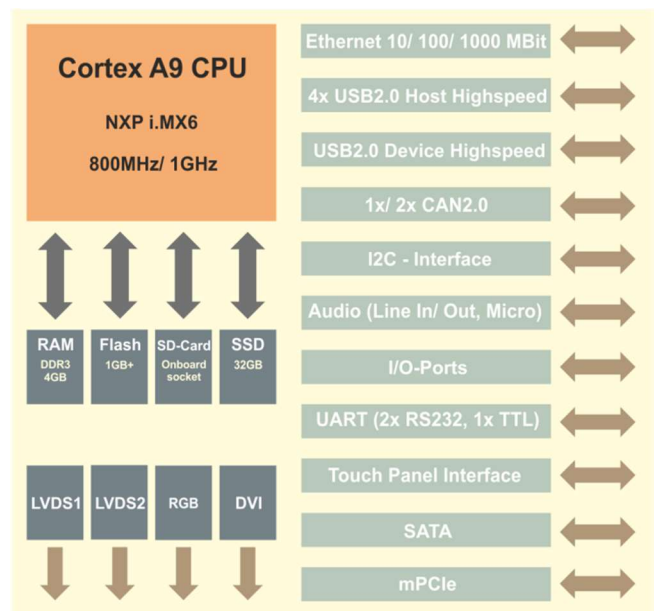 Cortex A9 CPU
NXP i.MX6
800MHz/ 1GHz
RAM
DDR3
4GB
Flash
1GB+
SD-Card
Onboard
socket
SSD
32GB
LVDS1
LVDS2
RGB
DVI
Ethernet 10/ 100/ 1000 MBit
4x USB2.0 Host Highspeed
USB2.0 Device Highspeed
1x/ 2x CAN2.0
I2C - Interface
Audio (Line In/ Out, Micro)
I/O-Ports
UART (2x RS232, 1x TTL)
Touch Panel Interface
SATA
mPCIe